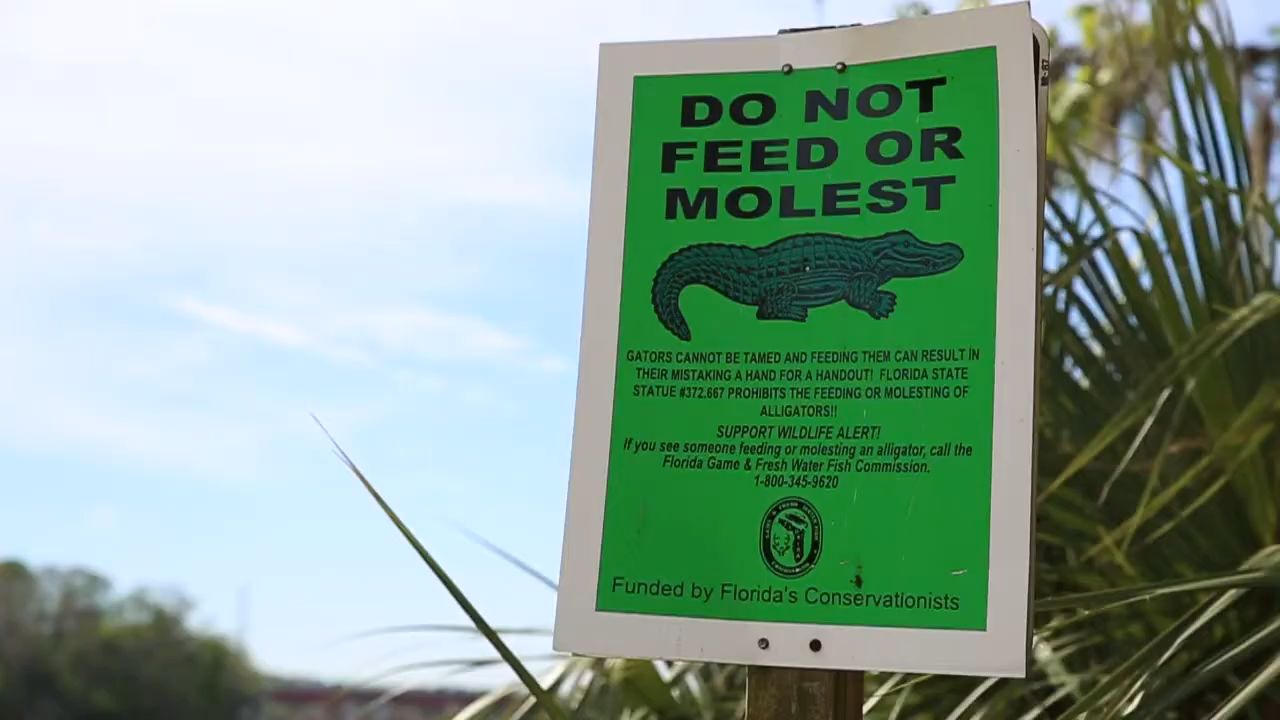 DO NOT
FEED OR
MOLEST
GATORS CANNOT BE TAMED AND FEEDING THEM CAN RESULT IN
THEIR MISTAKING A HAND FOR A HANDOUT! FLORIDA STATE
STATUE #372.667 PROHIBITS THE FEEDING OR MOLESTING OF
ALLIGATORS!!
SUPPORT WILDLIFE ALERT!
If you see someone feeding or molesting an alligator, call the
Florida Game & Fresh Water Fish Commission.
1-800-345-9620
Funded by Florida's Conservationists